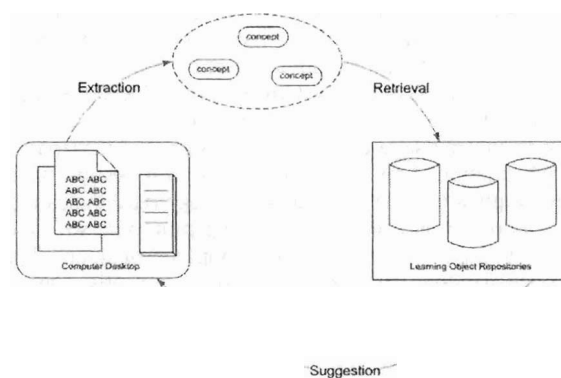 concept
concept
concept
Extraction
Retrieval
ABC ABC
ABC ABC
ABC ABC
ABC ABC
ABC ABC
Computer Desktop
Learning Object Repositories
Suggestion